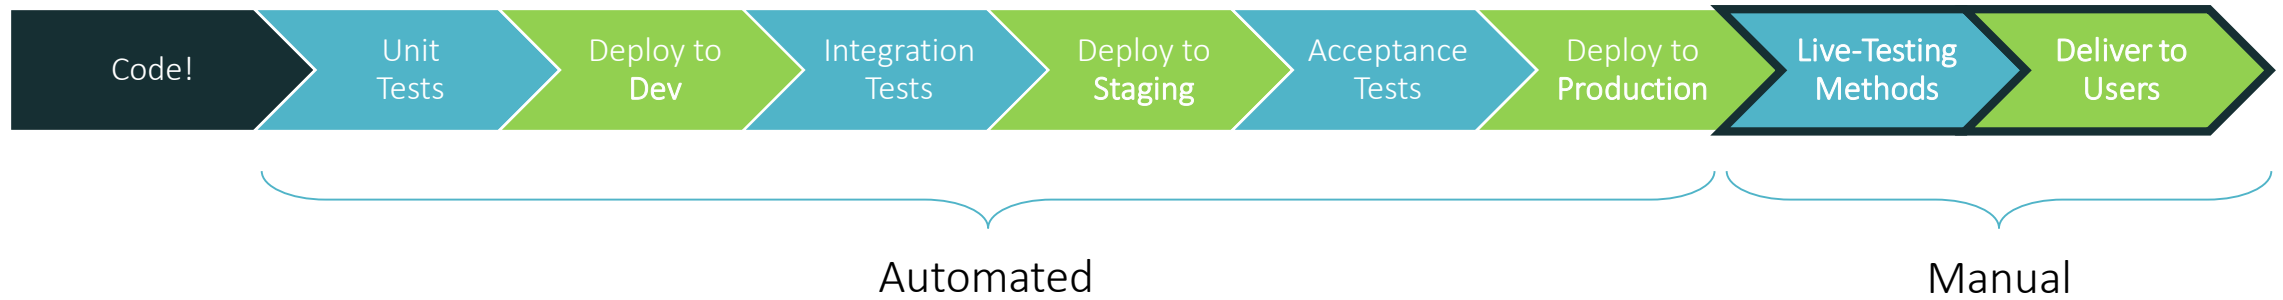 Code!
Unit
Tests
Deploy to
Dev
Integration
Tests
Deploy to
Staging
Acceptance
Tests
Deploy to
Production
Live-Testing
Methods
Deliver to
Users
Automated
Manual